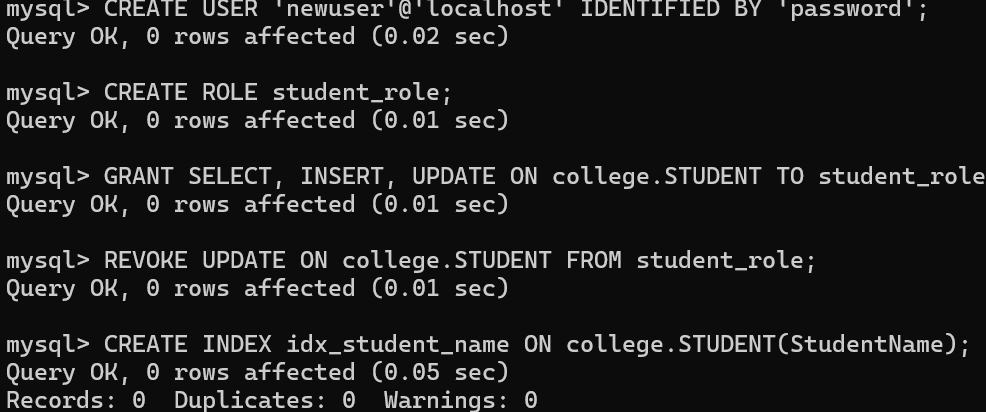 mysql> CREATE USER 'newuser'@'localhost' IDENTIFIED BY 'password';
Query OK, 0 rows affected (0.02 sec)
mysql> CREATE ROLE student_role;
Query OK, 0 rows affected (0.01 sec)
mysql> GRANT SELECT, INSERT, UPDATE ON college.STUDENT TO student_role
Query OK, 0 rows affected (0.01 sec)
mysql> REVOKE UPDATE ON college.STUDENT FROM student_role;
Query OK, 0 rows affected (0.01 sec)
mysql> CREATE INDEX idx_student_name ON college.STUDENT(StudentName);
Query OK, 0 rows affected (0.05 sec)
Records: 0  Duplicates: 0  Warnings: 0